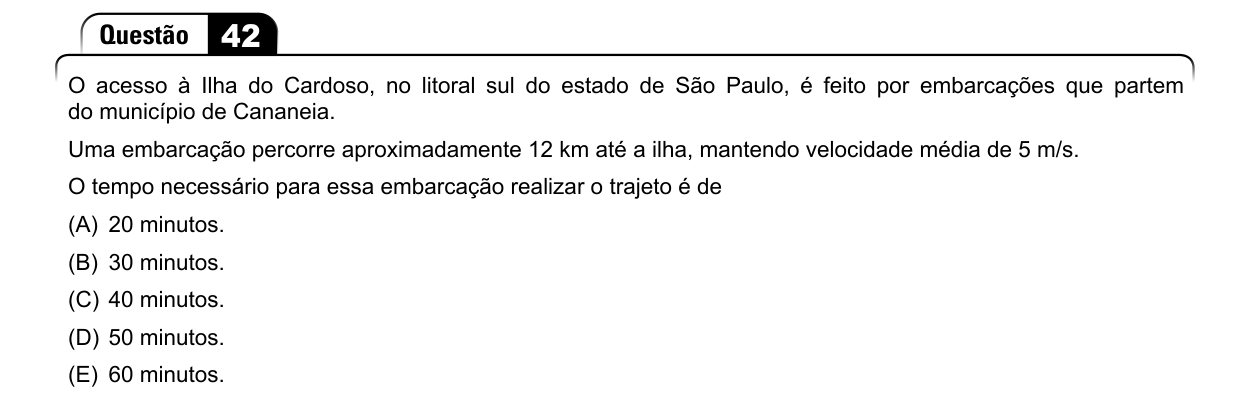 Questão 42
O acesso à Ilha do Cardoso, no litoral sul do estado de São Paulo, é feito por embarcações que partem
do município de Cananeia.
Uma embarcação percorre aproximadamente 12 km até a ilha, mantendo velocidade média de 5 m/s.
O tempo necessário para essa embarcação realizar o trajeto é de
(A) 20 minutos.
(B) 30 minutos.
(C) 40 minutos.
(D) 50 minutos.
(E) 60 minutos.